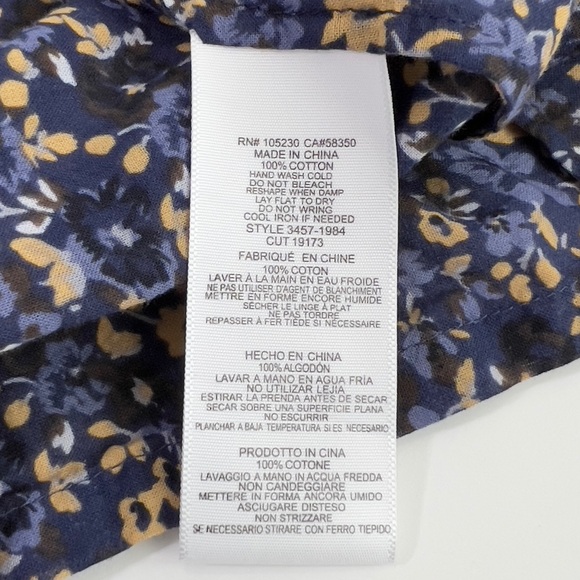 RN# 105230 CA#58350
MADE IN CHINA
100% COTTON
HAND WASH COLD
DO NOT BLEACH
RESHAPE WHEN DAMP
LAY FLAT TO DRY
DO NOT WRING
COOL IRON IF NEEDED
STYLE 3457-1984
CUT 19173
FABRIQUÉ EN CHINE
100% COTON
LAVER À LA MAIN EN EAU FROIDE
NE PAS UTILISER D'AGENT DE BLANCHIMENT
METTRE EN FORME ENCORE HUMIDE
SÉCHER LE LINGE À PLAT
NE PAS TORDRE
REPASSER À FER TIÈDE SI NÉCESSAIRE
HECHO EN CHINA
100% ALGODÓN
LAVAR A MANO EN AGUA FRÍA
NO UTILIZAR LEJÍA
ESTIRAR LA PRENDA ANTES DE SECAR
SECAR SOBRE UNA SUPERFICIE PLANA
NO ESCURRIR
PLANCHAR A BAJA TEMPERATURA SI ES NECESARIO
PRODOTTO IN CINA
100% COTONE
LAVAGGIO A MANO IN ACQUA FREDDA
NON CANDEGGIARE
METTERE IN FORMA ANCORA UMIDO
ASCIUGARE DISTESO
NON STRIZZARE
SE NECESSARIO STIRARE CON FERRO TIEPIDO